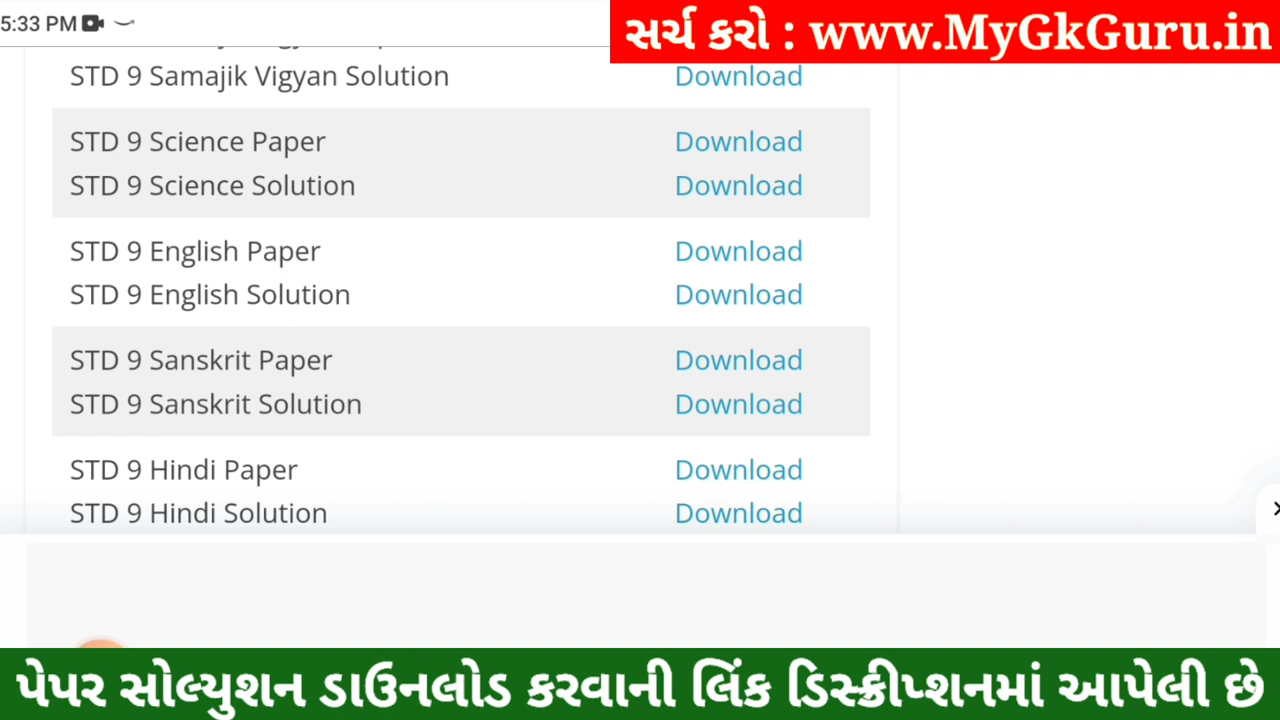 5:33 PM
સર્ચ કરો : www.MyGkGuru.in
STD 9 Samajik Vigyan Solution Download
STD 9 Science Paper Download
STD 9 Science Solution Download
STD 9 English Paper Download
STD 9 English Solution Download
STD 9 Sanskrit Paper Download
STD 9 Sanskrit Solution Download
STD 9 Hindi Paper Download
STD 9 Hindi Solution Download
પેપર સોલ્યુશન ડાઉનલોડ કરવાની લિંક ડિસ્ક્રીપ્શનમાં આપેલી છે